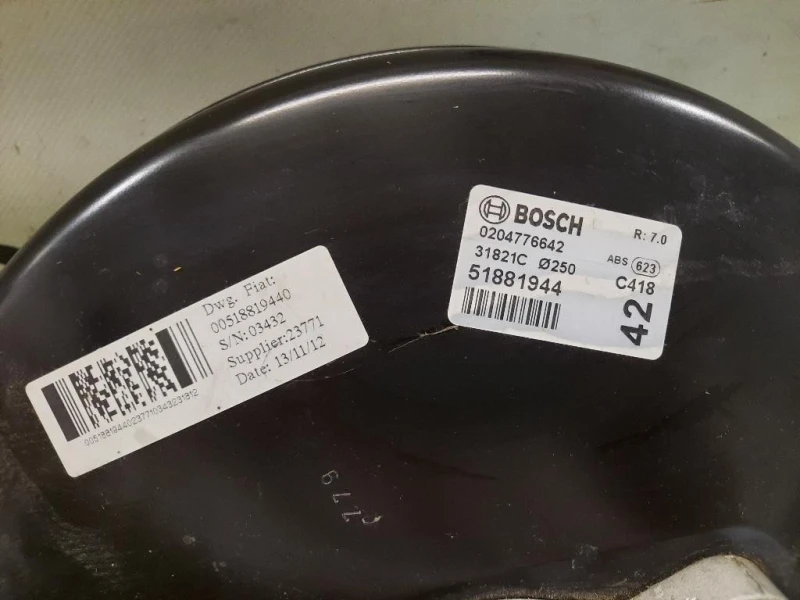 BOSCH R: 7.0
0204776642
31821C Ø250 ABS 623
51881944 C418
42
Dwg. Fiat:
00518819440
S/N: 03432
Supplier:23771
Date: 13/11/12
00518819440237710343231812